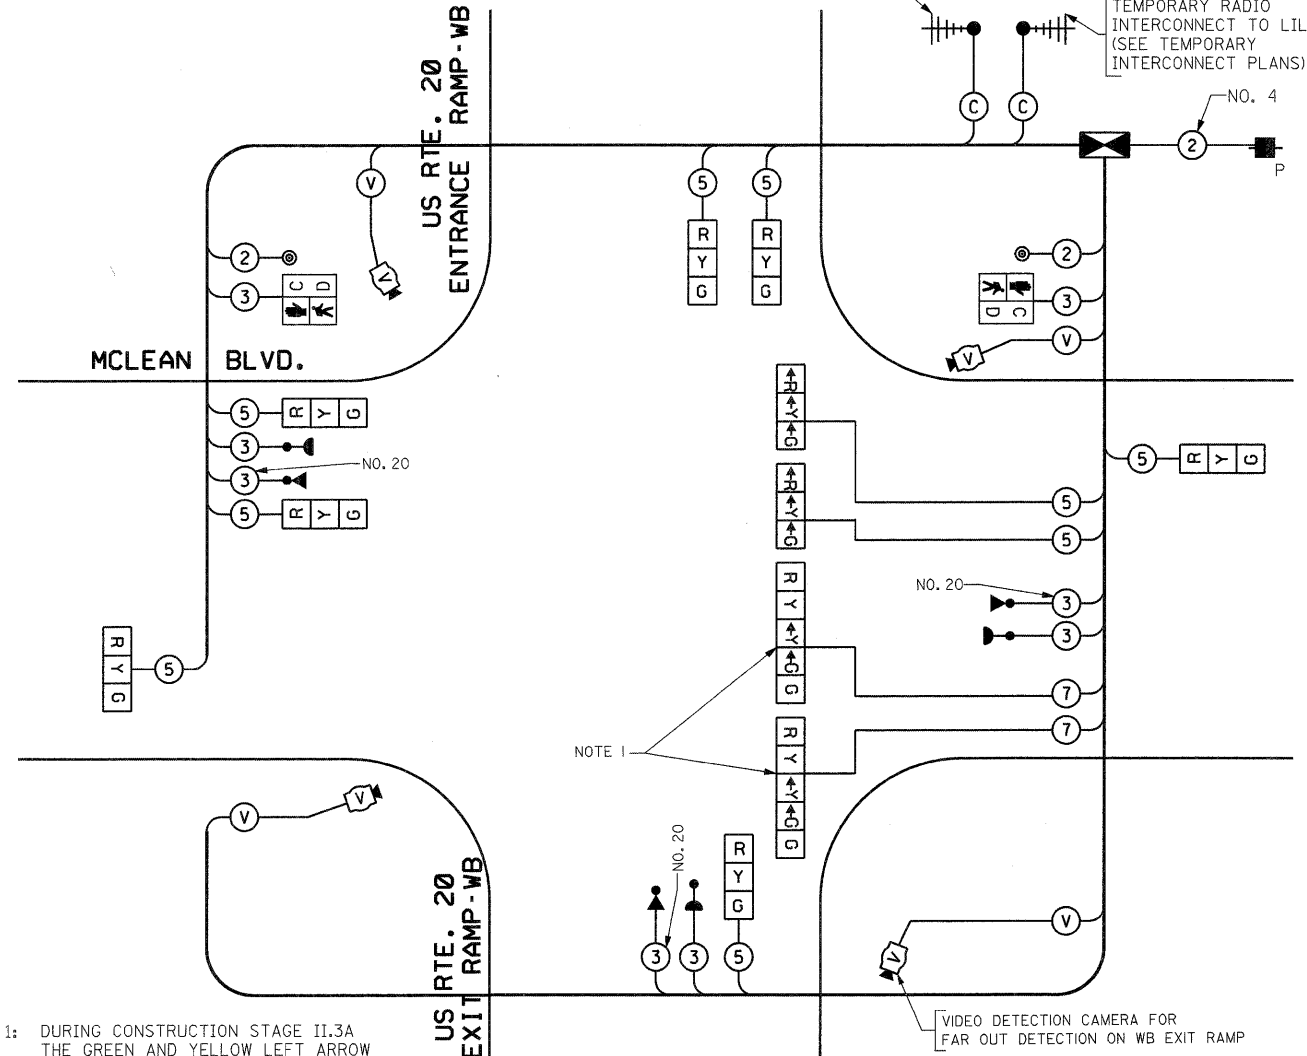 TEMPORARY RADIO
INTERCONNECT TO LIL
(SEE TEMPORARY
INTERCONNECT PLANS)
US RTE. 20
ENTRANCE RAMP-WB
C
C
NO. 4
2
P
V
V
5
5
R
Y
G
R
Y
G
2
3
C D
2
3
C
D
V
V
MCLEAN BLVD.
5
R Y G
3
3
NO. 20
5
R Y G
5
R
Y
G
R
Y
G
R
Y
G
5
R Y G
5
5
NO. 20
3
3
R
Y
Y
G
G
7
7
NOTE 1
R
Y
Y
G
G
V
V
NO. 20
R
Y
G
3
3
5
V
V
US RTE. 20
EXIT RAMP-WB
VIDEO DETECTION CAMERA FOR
FAR OUT DETECTION ON WB EXIT RAMP
1: DURING CONSTRUCTION STAGE II.3A
THE GREEN AND YELLOW LEFT ARROW